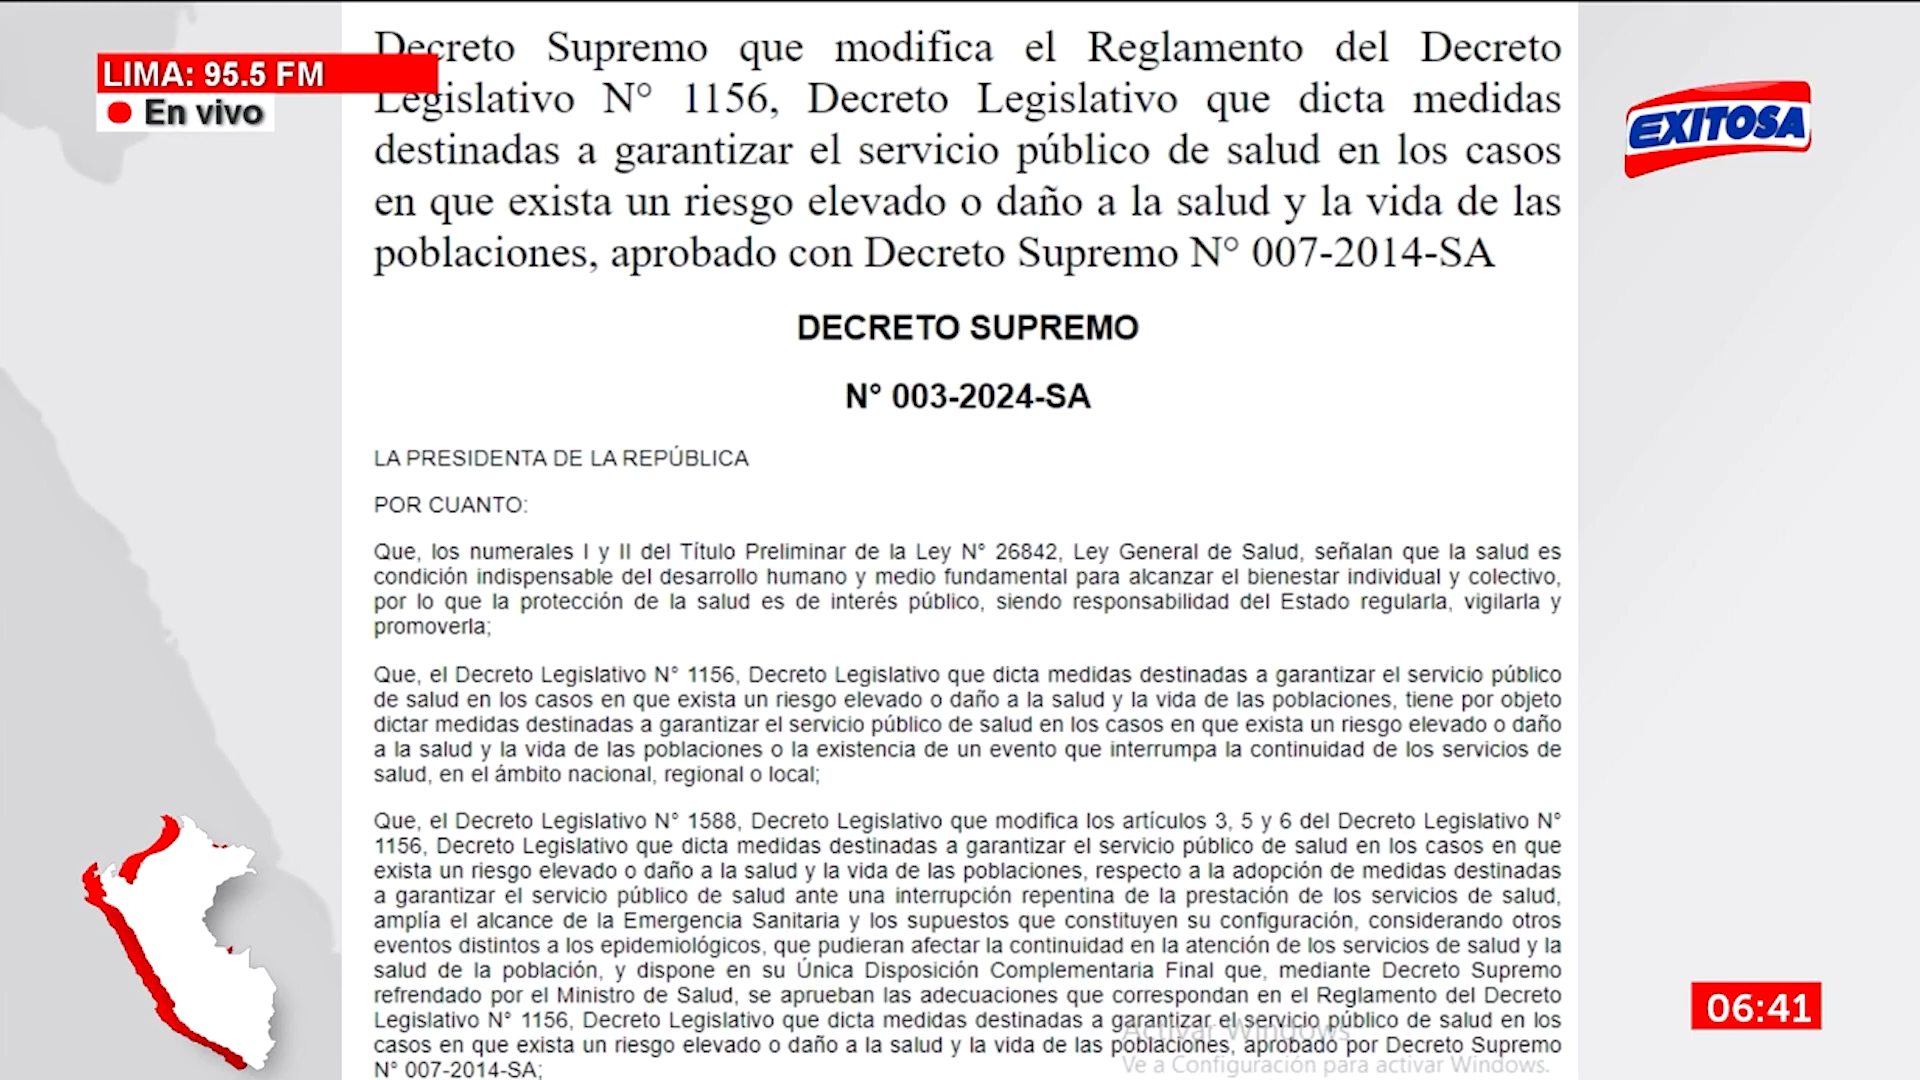 Decreto Supremo que modifica el Reglamento del Decreto
Legislativo N° 1156, Decreto Legislativo que dicta medidas
destinadas a garantizar el servicio público de salud en los casos
en que exista un riesgo elevado o daño a la salud y la vida de las
poblaciones, aprobado con Decreto Supremo N° 007-2014-SA
LIMA: 95.5 FM
En vivo
EXITOSA
DECRETO SUPREMO
N° 003-2024-SA
LA PRESIDENTA DE LA REPÚBLICA
POR CUANTO:
Que, los numerales I y II del Título Preliminar de la Ley N° 26842, Ley General de Salud, señalan que la salud es
condición indispensable del desarrollo humano y medio fundamental para alcanzar el bienestar individual y colectivo,
por lo que la protección de la salud es de interés público, siendo responsabilidad del Estado regularla, vigilarla y
promoverla;
Que, el Decreto Legislativo N° 1156, Decreto Legislativo que dicta medidas destinadas a garantizar el servicio público
de salud en los casos en que exista un riesgo elevado o daño a la salud y la vida de las poblaciones, tiene por objeto
dictar medidas destinadas a garantizar el servicio público de salud en los casos en que exista un riesgo elevado o daño
a la salud y la vida de las poblaciones o la existencia de un evento que interrumpa la continuidad de los servicios de
salud, en el ámbito nacional, regional o local;
Que, el Decreto Legislativo N° 1588, Decreto Legislativo que modifica los artículos 3, 5 y 6 del Decreto Legislativo N°
1156, Decreto Legislativo que dicta medidas destinadas a garantizar el servicio público de salud en los casos en que
exista un riesgo elevado o daño a la salud y la vida de las poblaciones, respecto a la adopción de medidas destinadas
a garantizar el servicio público de salud ante una interrupción repentina de la prestación de los servicios de salud,
amplía el alcance de la Emergencia Sanitaria y los supuestos que constituyen su configuración, considerando otros
eventos distintos a los epidemiológicos, que pudieran afectar la continuidad en la atención de los servicios de salud y la
salud de la población, y dispone en su Única Disposición Complementaria Final que, mediante Decreto Supremo
refrendado por el Ministro de Salud, se aprueban las adecuaciones que correspondan en el Reglamento del Decreto
Legislativo N° 1156, Decreto Legislativo que dicta medidas destinadas a garantizar el servicio público de salud en los
casos en que exista un riesgo elevado o daño a la salud y la vida de las poblaciones, aprobado por Decreto Supremo
N° 007-2014-SA;
Activar Windows
Ve a Configuración para activar Windows.
06:41